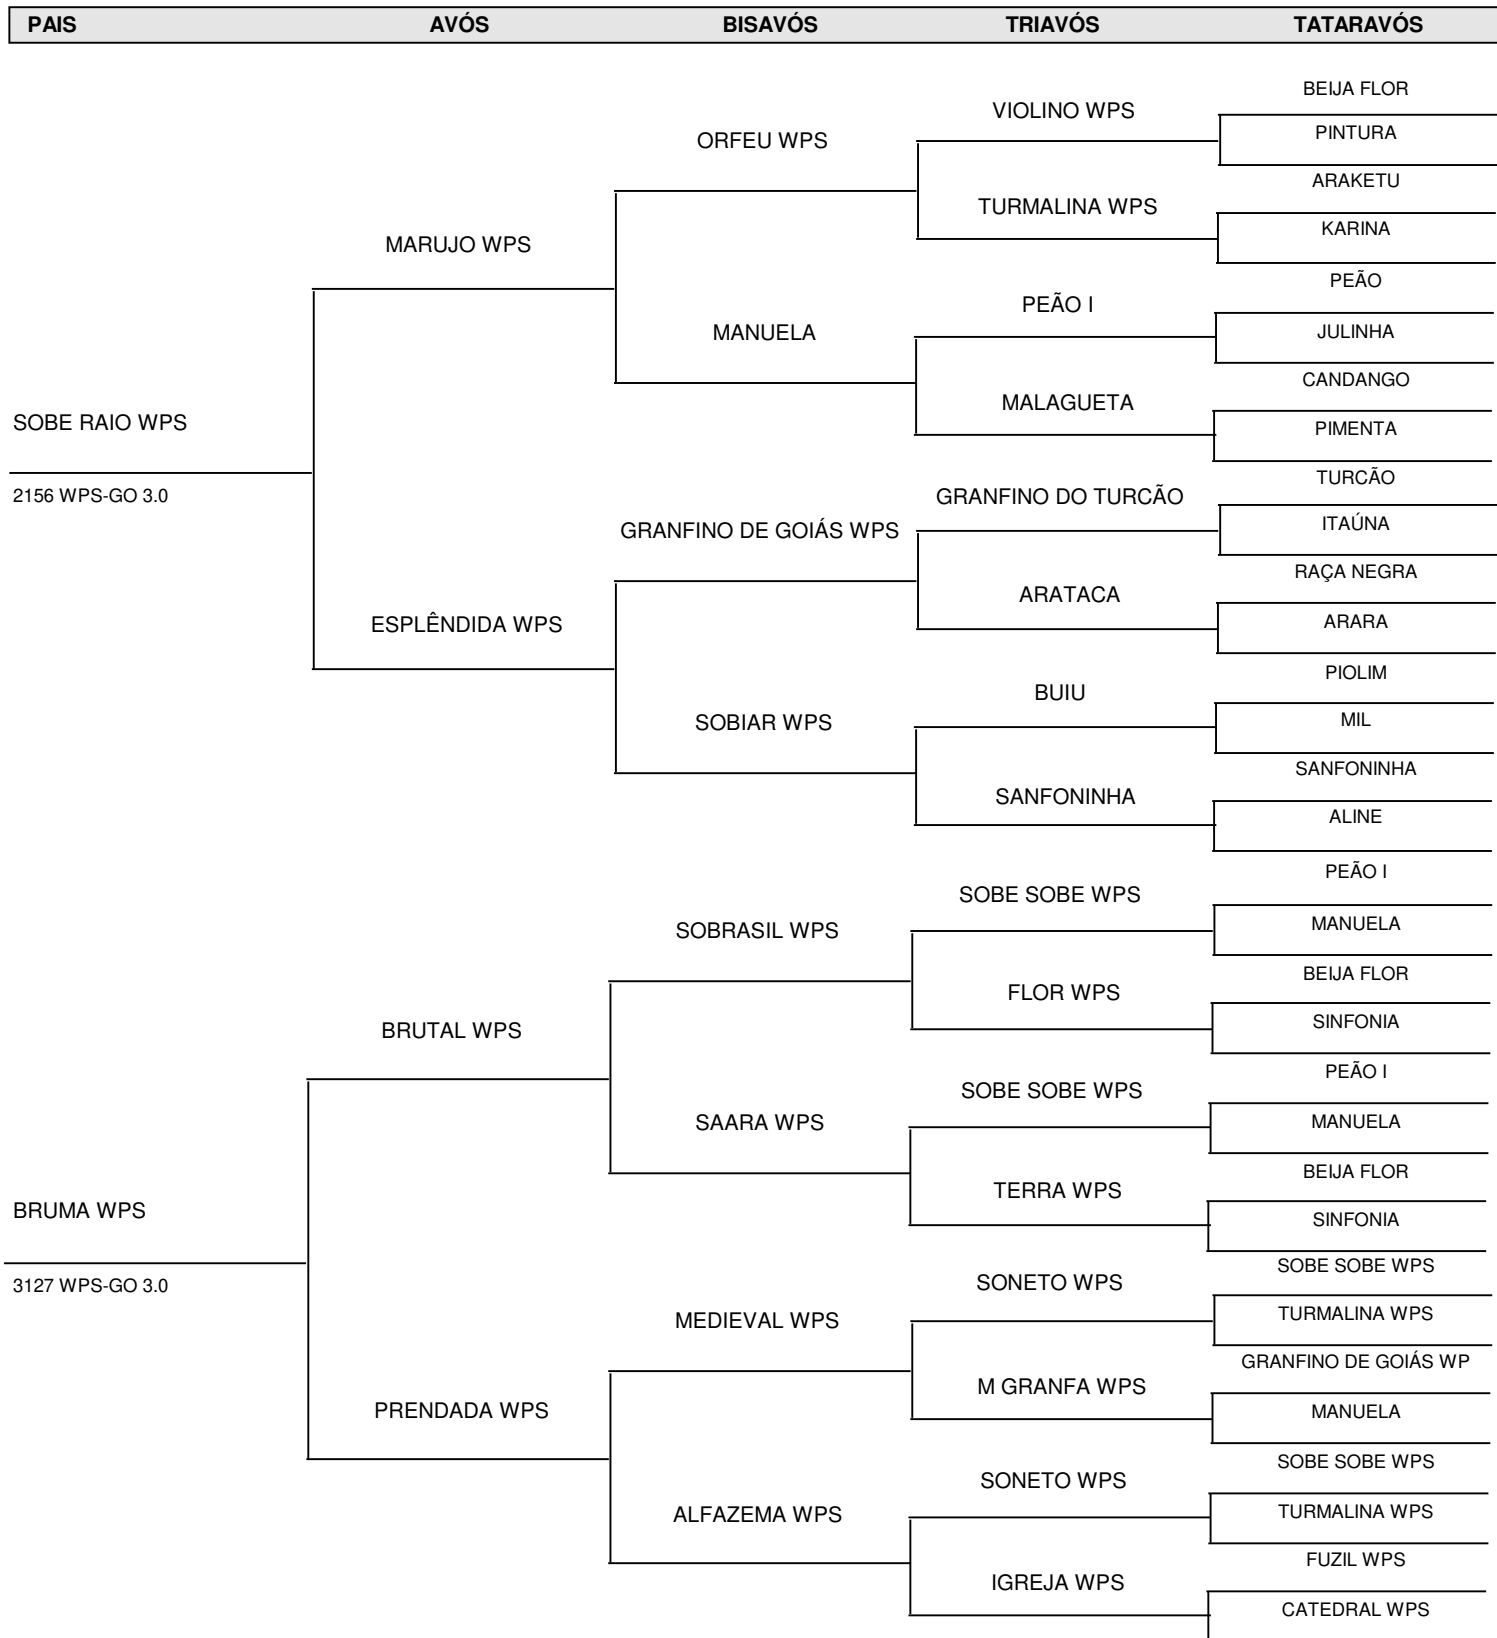 PAIS AVÓS BISAVÓS TRIAVÓS TATARAVÓS
BEIJA FLOR
VIOLINO WPS
PINTURA
ORFEU WPS
ARAKETU
TURMALINA WPS
KARINA
MARUJO WPS
PEÃO
PEÃO I
JULINHA
MANUELA
CANDANGO
MALAGUETA
PIMENTA
SOBE RAIO WPS
2156 WPS-GO 3.0
TURCÃO
GRANFINO DO TURCÃO
ITAÚNA
GRANFINO DE GOIÁS WPS
RAÇA NEGRA
ARATACA
ARARA
ESPLÊNDIDA WPS
PIOLIM
BUIU
MIL
SOBIAR WPS
SANFONINHA
SANFONINHA
ALINE
PEÃO I
SOBE SOBE WPS
MANUELA
SOBRASIL WPS
BEIJA FLOR
FLOR WPS
SINFONIA
BRUTAL WPS
PEÃO I
SOBE SOBE WPS
MANUELA
SAARA WPS
BEIJA FLOR
TERRA WPS
SINFONIA
BRUMA WPS
3127 WPS-GO 3.0
SOBE SOBE WPS
SONETO WPS
TURMALINA WPS
MEDIEVAL WPS
GRANFINO DE GOIÁS WP
M GRANFA WPS
MANUELA
PRENDADA WPS
SOBE SOBE WPS
SONETO WPS
TURMALINA WPS
ALFAZEMA WPS
FUZIL WPS
IGREJA WPS
CATEDRAL WPS